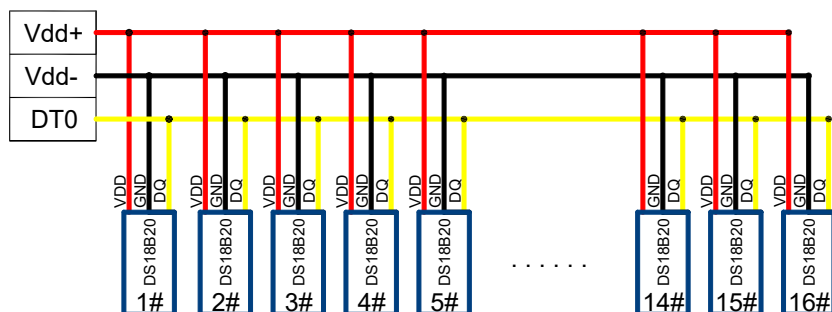 Vdd+
Vdd-
DT0
VDD GND DQ VDD GND DQ VDD GND DQ VDD GND DQ VDD GND DQ GND DQ VDD GND DQ VDD GND DQ
DS18B20 DS18B20 DS18B20 DS18B20 DS18B20 ...... DS18B20 DS18B20 DS18B20
1# 2# 3# 4# 5# 14# 15# 16#